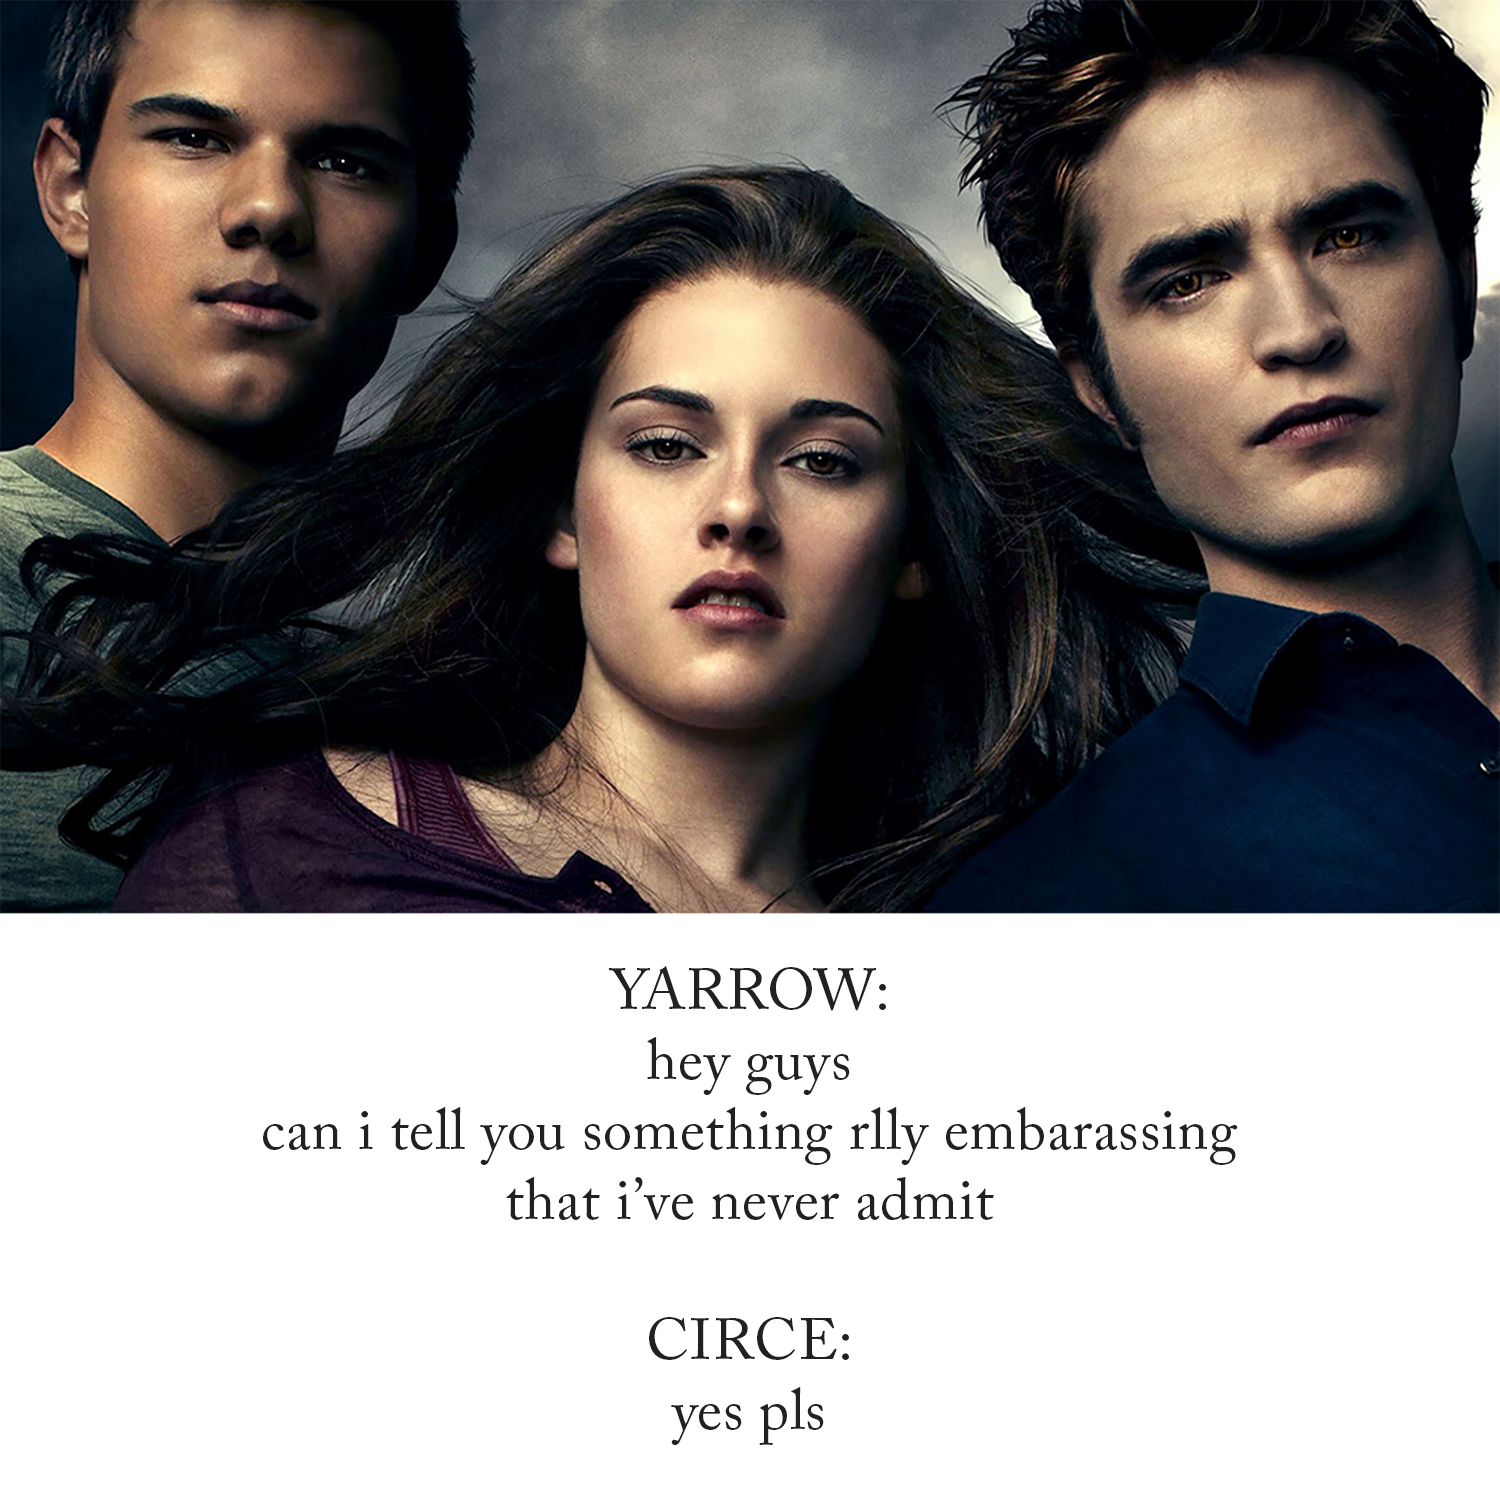 YARROW:
hey guys
can i tell you something rlly embarassing
that i’ve never admit
CIRCE:
yes pls